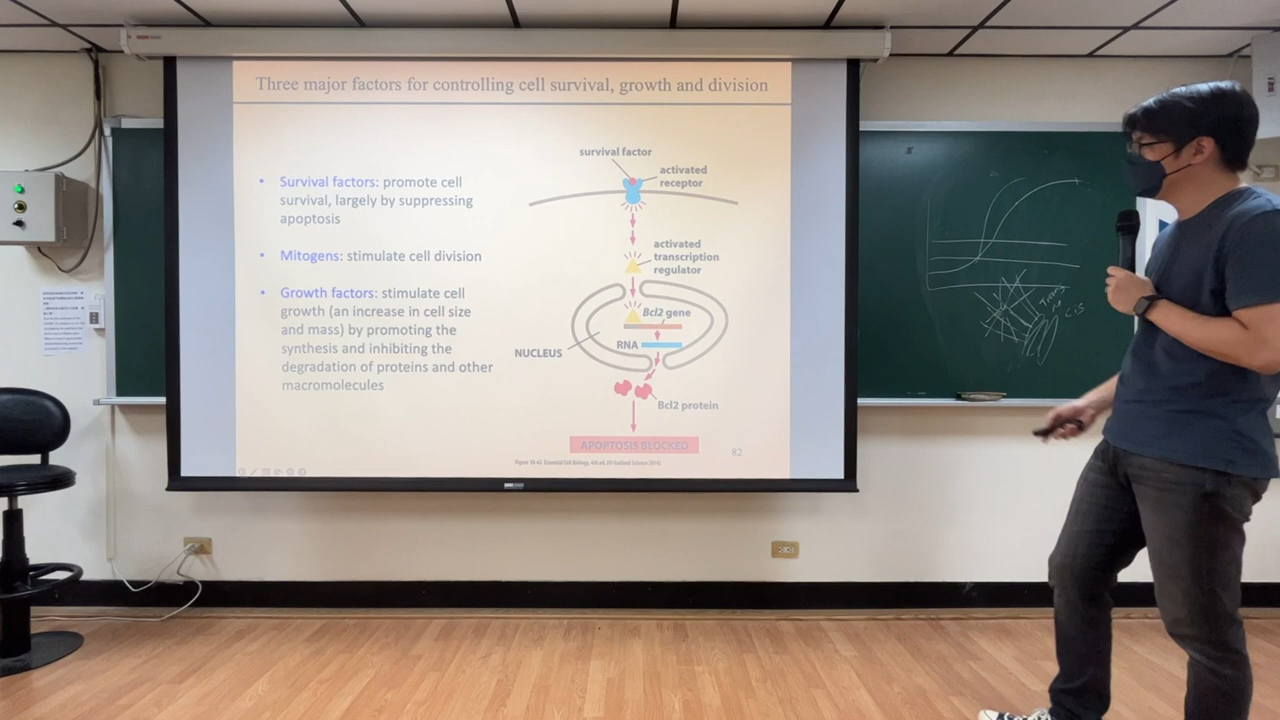 Three major factors for controlling cell survival, growth and division
• Survival factors: promote cell
survival, largely by suppressing
apoptosis
• Mitogens: stimulate cell division
• Growth factors: stimulate cell
growth (an increase in cell size
and mass) by promoting the
synthesis and inhibiting the
degradation of proteins and other
macromolecules
survival factor
activated
receptor
activated
transcription
regulator
Bcl2 gene
RNA
NUCLEUS
Bcl2 protein
APOPTOSIS BLOCKED
82
Trans
Cis